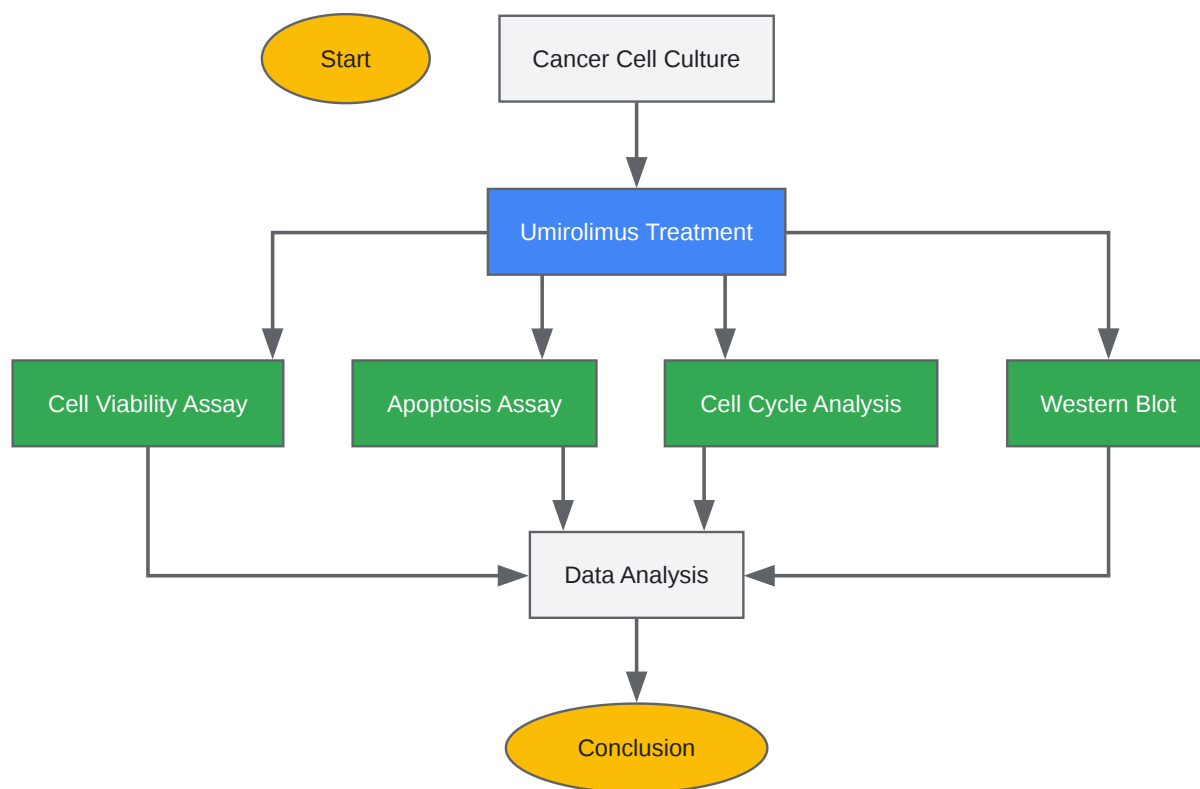 Start
Cancer Cell Culture
Umirolimus Treatment
Cell Viability Assay
Apoptosis Assay
Cell Cycle Analysis
Western Blot
Data Analysis
Conclusion